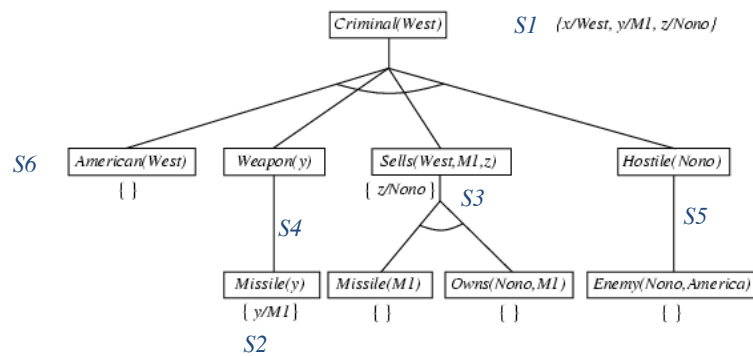 Criminal(West) S1 {x/West, y/M1, z/Nono}
S6 American(West) Weapon(y) Sells(West,M1,z) Hostile(Nono)
{ } { z/Nono } S3
S4 S5
Missile(y) Missile(M1) Owns(Nono,M1) Enemy(Nono,America)
{ y/M1 } { } { } { }
S2